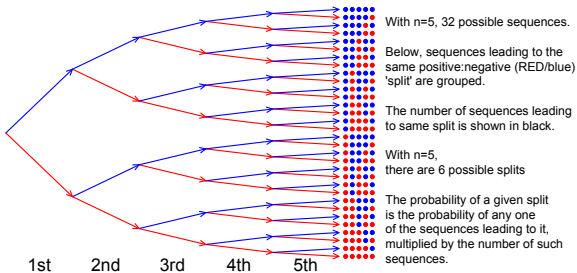 With n=5, 32 possible sequences.
Below, sequences leading to the
same positive:negative (RED/blue)
'split' are grouped.
The number of sequences leading
to same split is shown in black.
With n=5,
there are 6 possible splits
The probability of a given split
is the probability of any one
of the sequences leading to it,
multiplied by the number of such
sequences.
1st 2nd 3rd 4th 5th